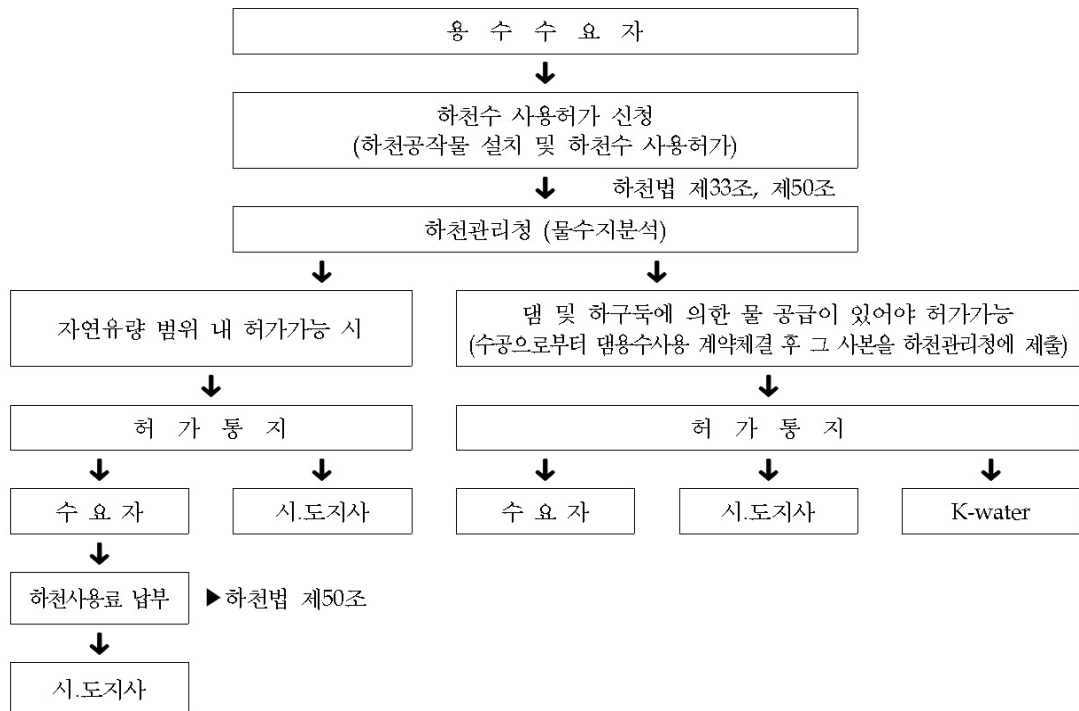 용 수 수 요 자
하천수 사용허가 신청
(하천공작물 설치 및 하천수 사용허가)
하천법 제33조, 제50조
하천관리청 (물수지분석)
자연유량 범위 내 허가가능 시
댐 및 하구둑에 의한 물 공급이 있어야 허가가능
(수공으로부터 댐용수사용 계약체결 후 그 사본을 하천관리청에 제출)
허 가 통 지
허 가 통 지
수 요 자
시.도지사
수 요 자
시.도지사
K-water
하천사용료 납부
▶하천법 제50조
시.도지사